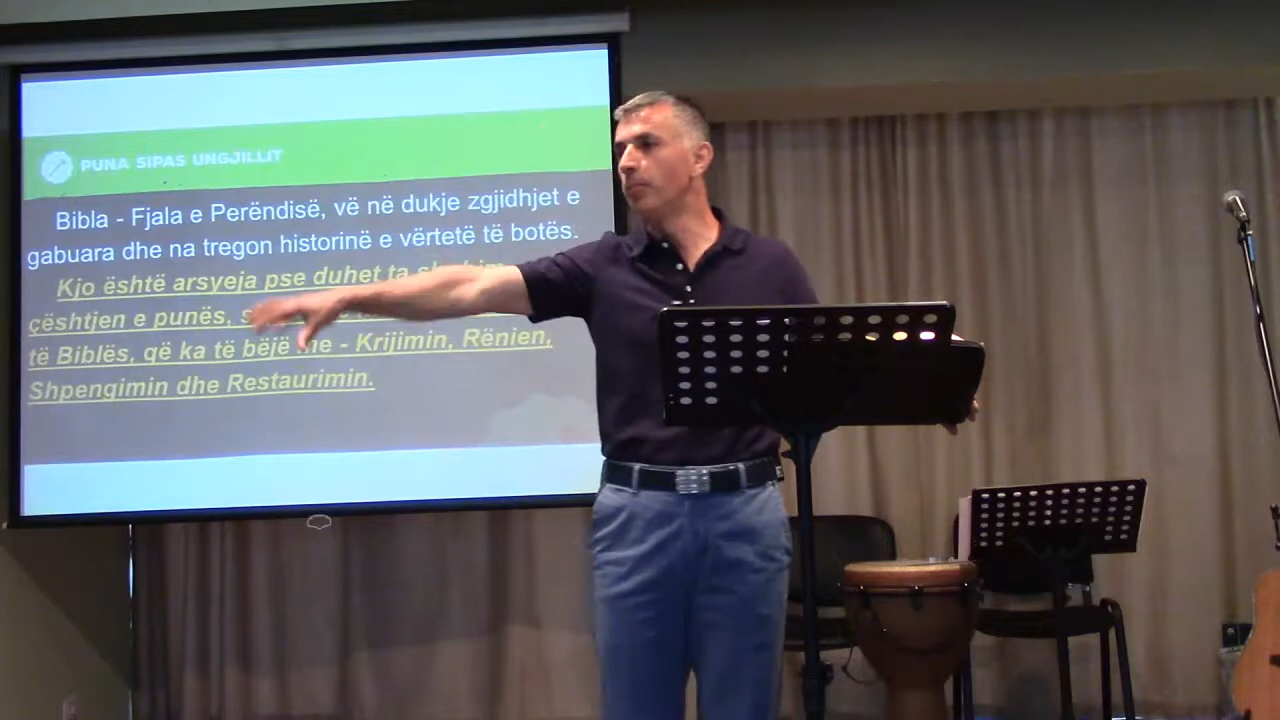 PUNA SIPAS UNGJILLIT
Bibla - Fjala e Perëndisë, vë në dukje zgjidhjet e
gabuara dhe na tregon historinë e vërtetë të botës.
Kjo është arsyeja pse duhet ta
çështjen e punës,
të Biblës, që ka të bëjë me - Krijimin, Rënien,
Shpengimin dhe Restaurimin.